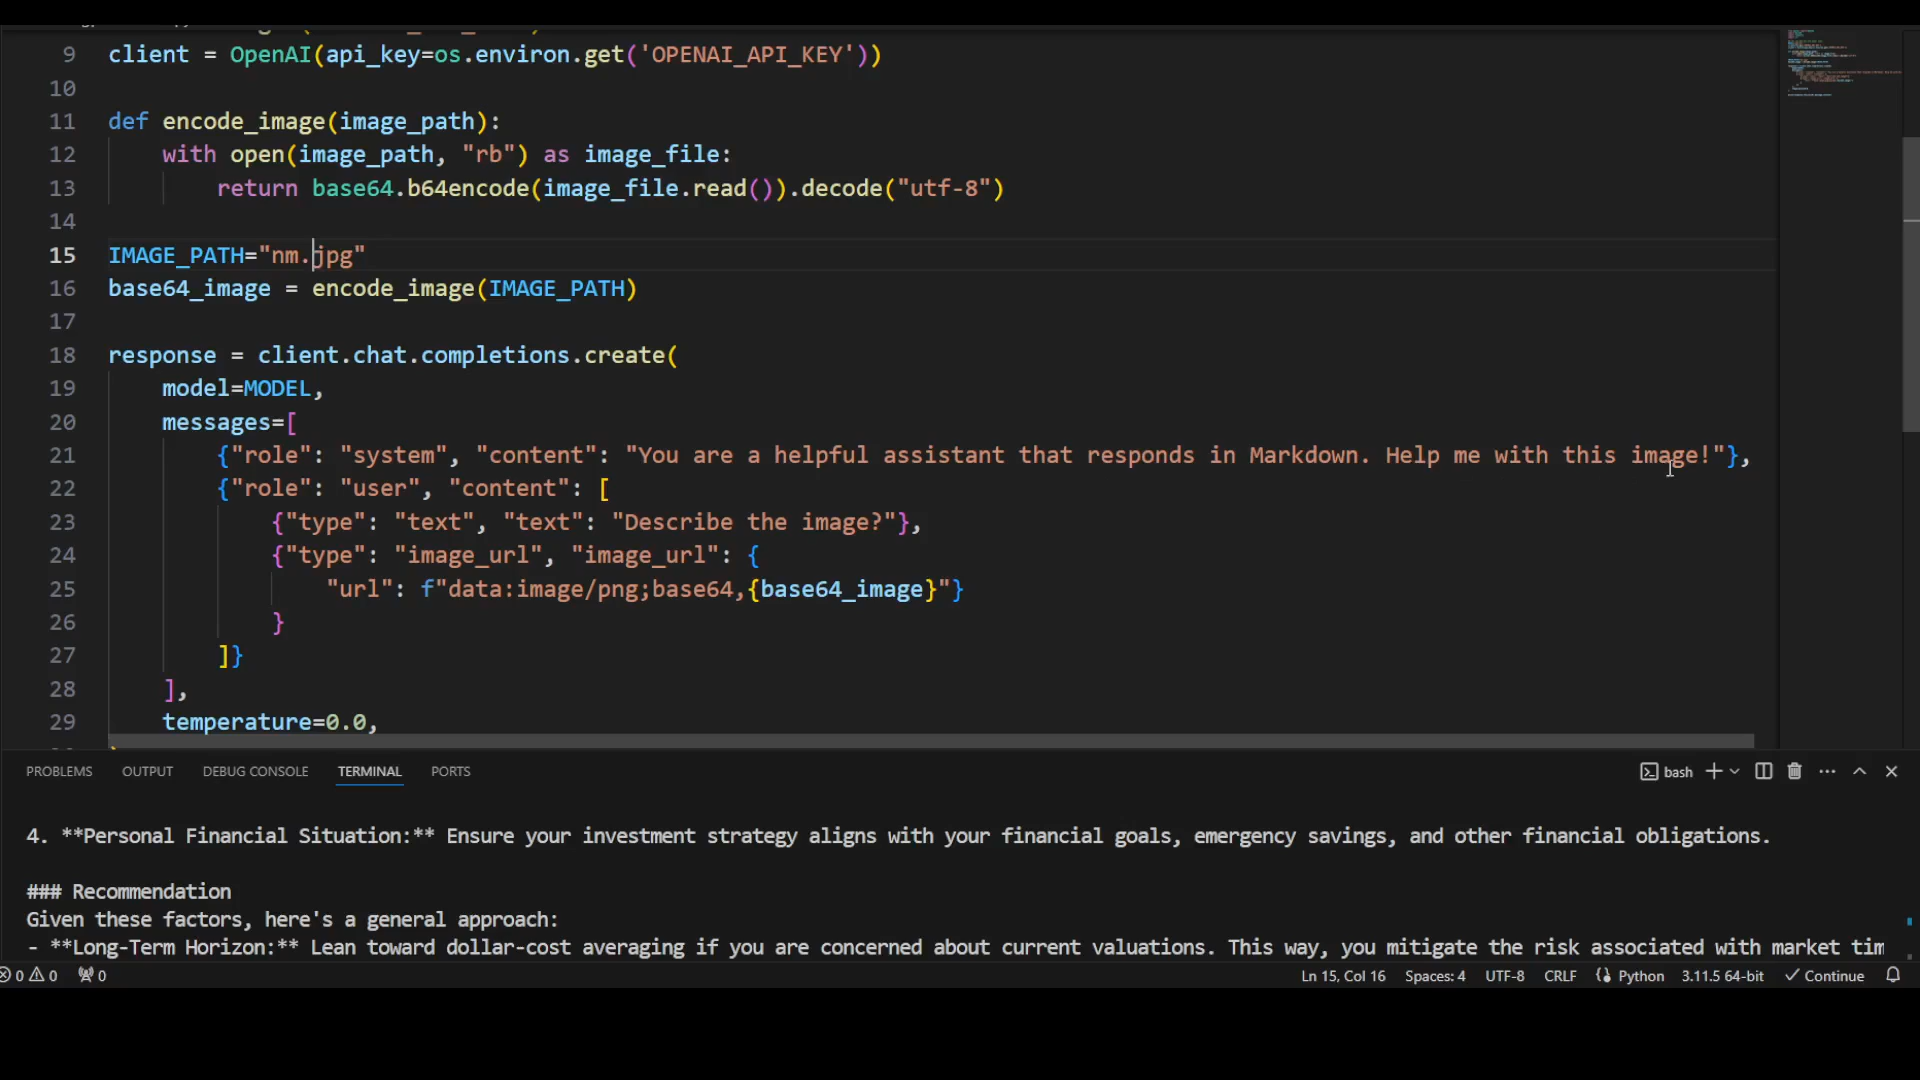 9 client = OpenAI(api_key=os.environ.get('OPENAI_API_KEY'))
10
11 def encode_image(image_path):
12 with open(image_path, "rb") as image_file:
13 return base64.b64encode(image_file.read()).decode("utf-8")
14
15 IMAGE_PATH="nm.jpg"
16 base64_image = encode_image(IMAGE_PATH)
17
18 response = client.chat.completions.create(
19 model=MODEL,
20 messages=[
21 {"role": "system", "content": "You are a helpful assistant that responds in Markdown. Help me with this image!"},
22 {"role": "user", "content": [
23 {"type": "text", "text": "Describe the image?"},
24 {"type": "image_url", "image_url": {
25 "url": f"data:image/png;base64,{base64_image}"}
26 }
27 ]}
28 ],
29 temperature=0.0,
PROBLEMS OUTPUT DEBUG CONSOLE TERMINAL PORTS bash
4. **Personal Financial Situation:** Ensure your investment strategy aligns with your financial goals, emergency savings, and other financial obligations.
### Recommendation
Given these factors, here's a general approach:
- **Long-Term Horizon:** Lean toward dollar-cost averaging if you are concerned about current valuations. This way, you mitigate the risk associated with market tim
0 0 0 Ln 15, Col 16 Spaces: 4 UTF-8 CRLF Python 3.11.5 64-bit Continue